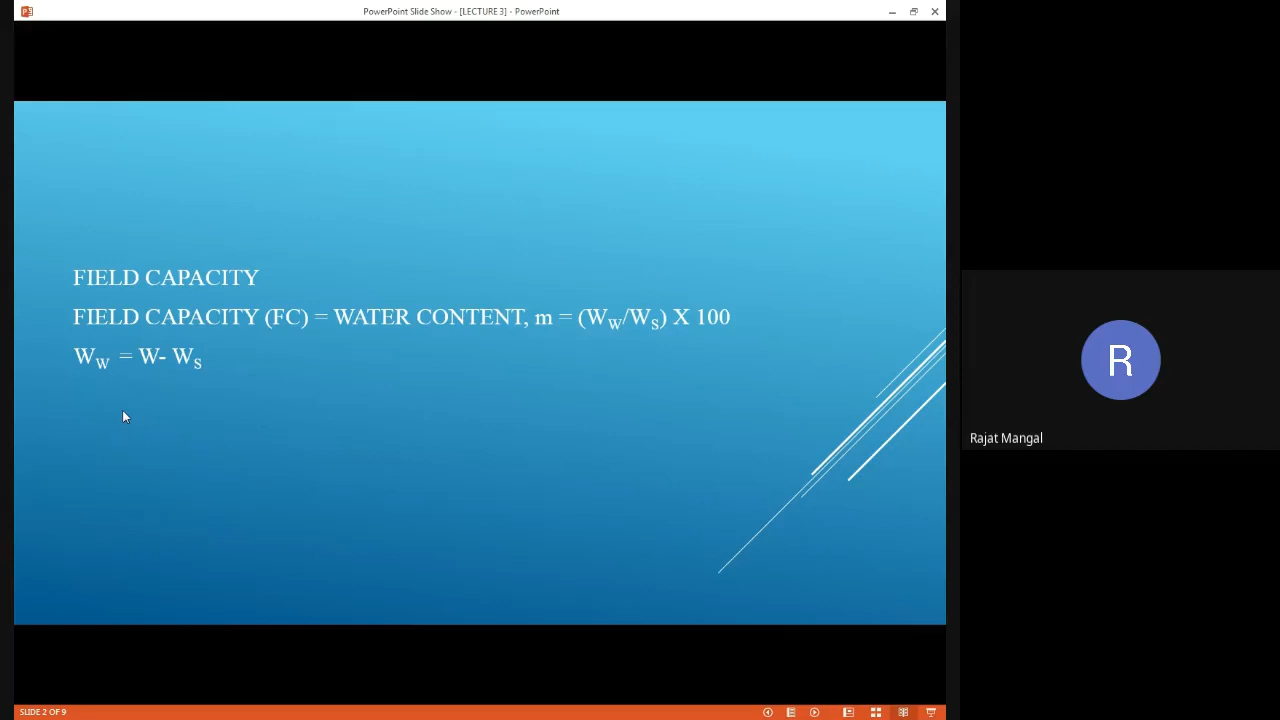 PowerPoint Slide Show - [LECTURE 3] - PowerPoint
FIELD CAPACITY
FIELD CAPACITY (FC) = WATER CONTENT, m = (WW/WS) X 100
WW = W- WS
R
Rajat Mangal
SLIDE 2 OF 9